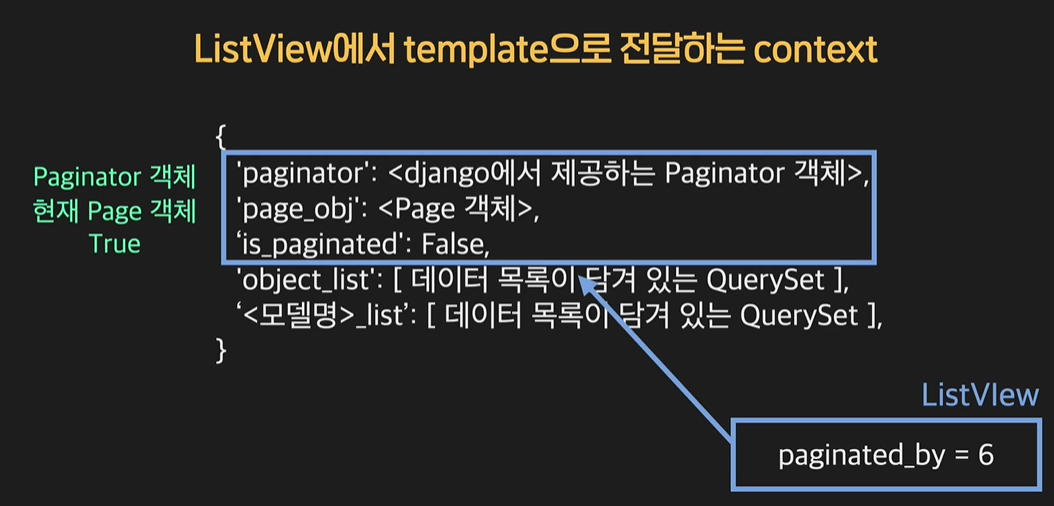 ListView에서 template으로 전달하는 context
{
Paginator 객체
현재 Page 객체
True
'paginator': <django에서 제공하는 Paginator 객체>,
'page_obj': <Page 객체>,
‘is_paginated': False,
'object_list': [ 데이터 목록이 담겨 있는 QuerySet ],
‘<모델명>_list’: [ 데이터 목록이 담겨 있는 QuerySet ],
}
ListVIew
paginated_by = 6